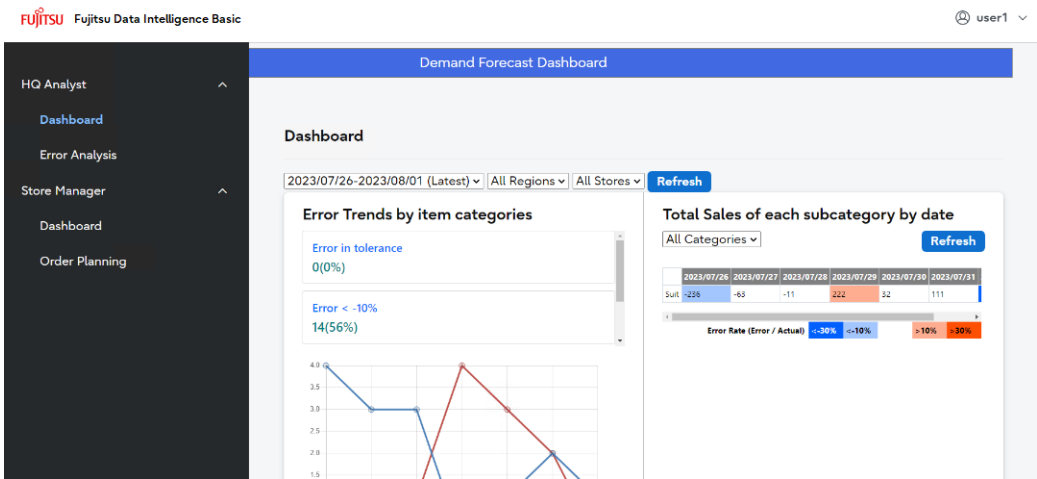 FUJITSU Fujitsu Data Intelligence Basic
user1
Demand Forecast Dashboard
HQ Analyst
Dashboard
Error Analysis
Store Manager
Dashboard
Order Planning
Dashboard
2023/07/26-2023/08/01 (Latest) All Regions All Stores Refresh
Error Trends by item categories
Error in tolerance
0(0%)
Error < -10%
14(56%)
4.0
3.5
3.0
2.5
2.0
1.5
Total Sales of each subcategory by date
All Categories Refresh
2023/07/26 2023/07/27 2023/07/28 2023/07/29 2023/07/30 2023/07/31
Suit -236 -63 -11 222 32 111
Error Rate (Error / Actual) <-30% <-10% >10% >30%